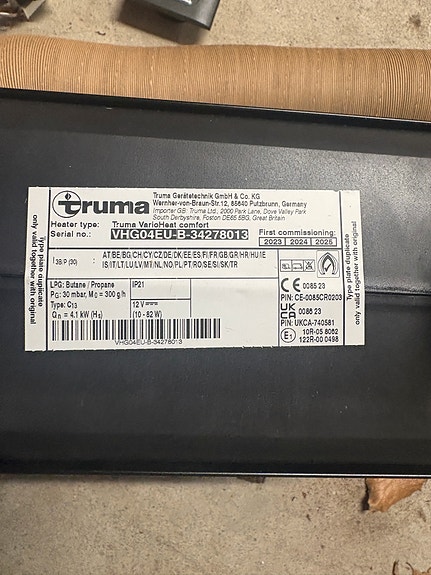 truma
Truma Gerätetechnik GmbH & Co. KG
Wernher-von-Braun-Str.12, 85640 Putzbrunn, Germany
Importer GB: Truma Ltd., 2000 Park Lane, Dove Valley Park
South Derbyshire, Foston DE65 5BG, Great Britain
Heater type: Truma VarioHeat comfort
Serial no.: VHG04EU-B-34278013
First commissioning:
2023 2024 2025
I3B/P (30) : AT/BE/BG/CH/CY/CZ/DE/DK/EE/ES/FI/FR/GB/GR/HR/HU/IE
IS/IT/LT/LU/LV/MT/NL/NO/PL/PT/RO/SE/SI/SK/TR
LPG: Butane / Propane
PG: 30 mbar, MG = 300 g/h
Type: C13
Qn = 4.1 kW (Hs)
IP21
12 V
(10 - 82 W)
VHG04EU-B-34278013
CE 0085 23
PIN: CE-0085CR0203
UKCA 0086 23
PIN: UKCA-740581
E1 10R-05 8062
122R-00 0498
Type plate duplicate
only valid together with original
Type plate duplicate
only valid together with original